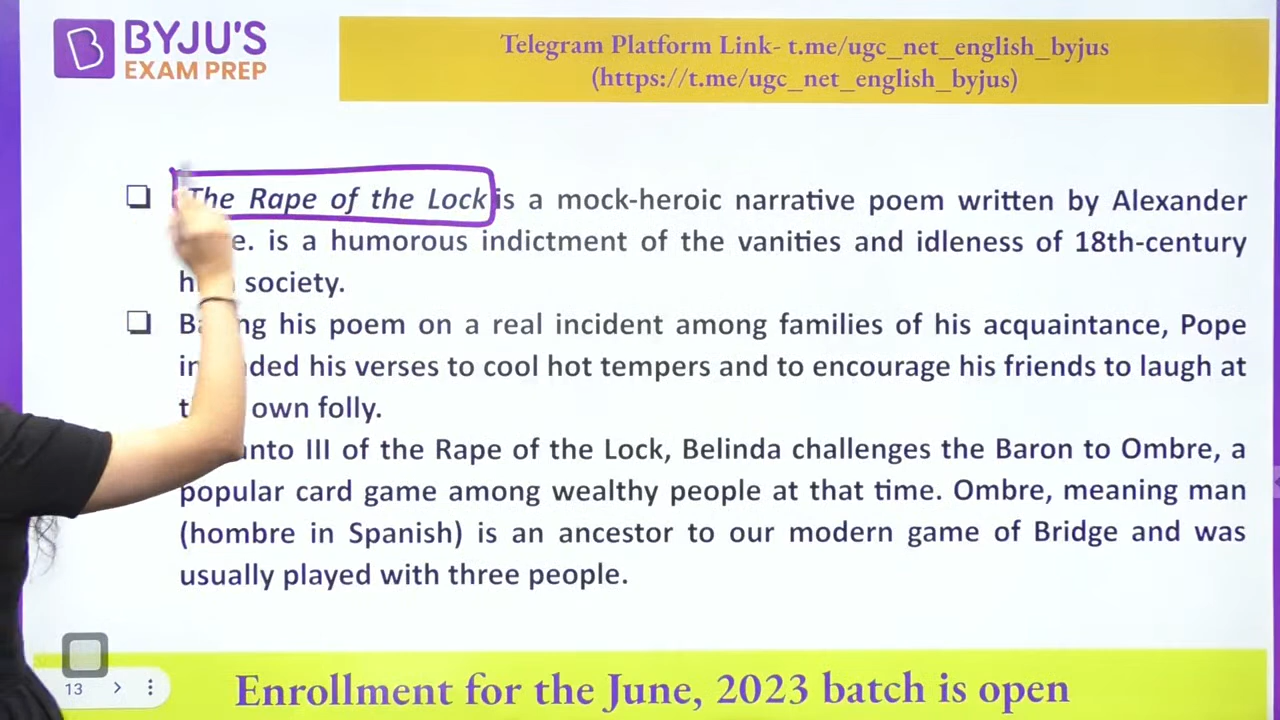 BYJU'S
EXAM PREP
Telegram Platform Link- t.me/ugc_net_english_byjus
(https://t.me/ugc_net_english_byjus)
The Rape of the Lock is a mock-heroic narrative poem written by Alexander
is a humorous indictment of the vanities and idleness of 18th-century
society.
his poem on a real incident among families of his acquaintance, Pope
his verses to cool hot tempers and to encourage his friends to laugh at
own folly.
III of the Rape of the Lock, Belinda challenges the Baron to Ombre, a
popular card game among wealthy people at that time. Ombre, meaning man
(hombre in Spanish) is an ancestor to our modern game of Bridge and was
usually played with three people.
13
Enrollment for the June, 2023 batch is open